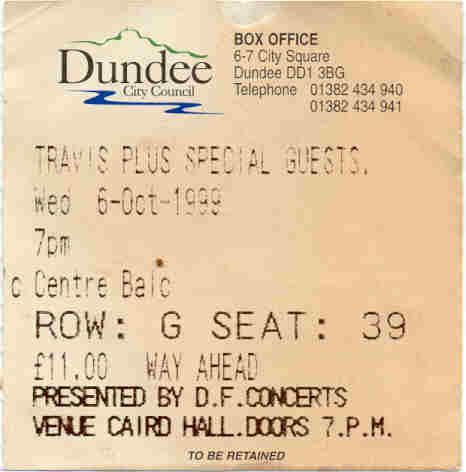 Dundee
City Council
BOX OFFICE
6-7 City Square
Dundee DD1 3BG
Telephone 01382 434 940
01382 434 941
TRAVIS PLUS SPECIAL GUESTS.
Wed 6-Oct-1999
7pm
c Centre Balc
ROW: G SEAT: 39
£11.00 WAY AHEAD
PRESENTED BY D.F.CONCERTS
VENUE CAIRD HALL.DOORS 7.P.M.
TO BE RETAINED